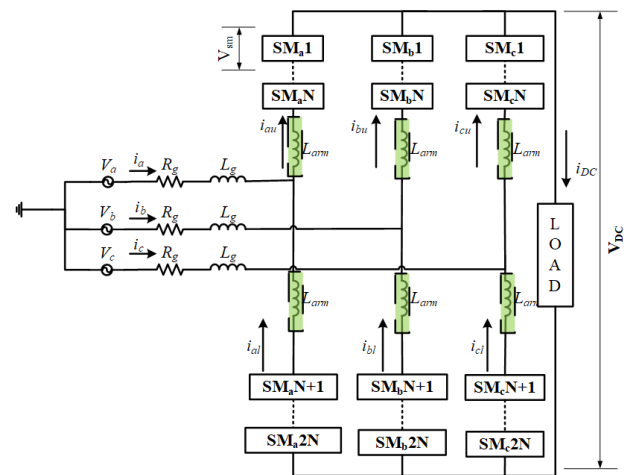 V_sm
SM_a1 SM_b1 SM_c1
SM_aN SM_bN SM_cN
i_au L_arm i_bu L_arm i_cu L_arm
i_DC
V_a i_a R_g L_g
V_b i_b R_g L_g
V_c i_c R_g L_g
LOAD
V_DC
L_arm L_arm L_arm
i_al i_bl i_cl
SM_aN+1 SM_bN+1 SM_cN+1
SM_a2N SM_b2N SM_c2N